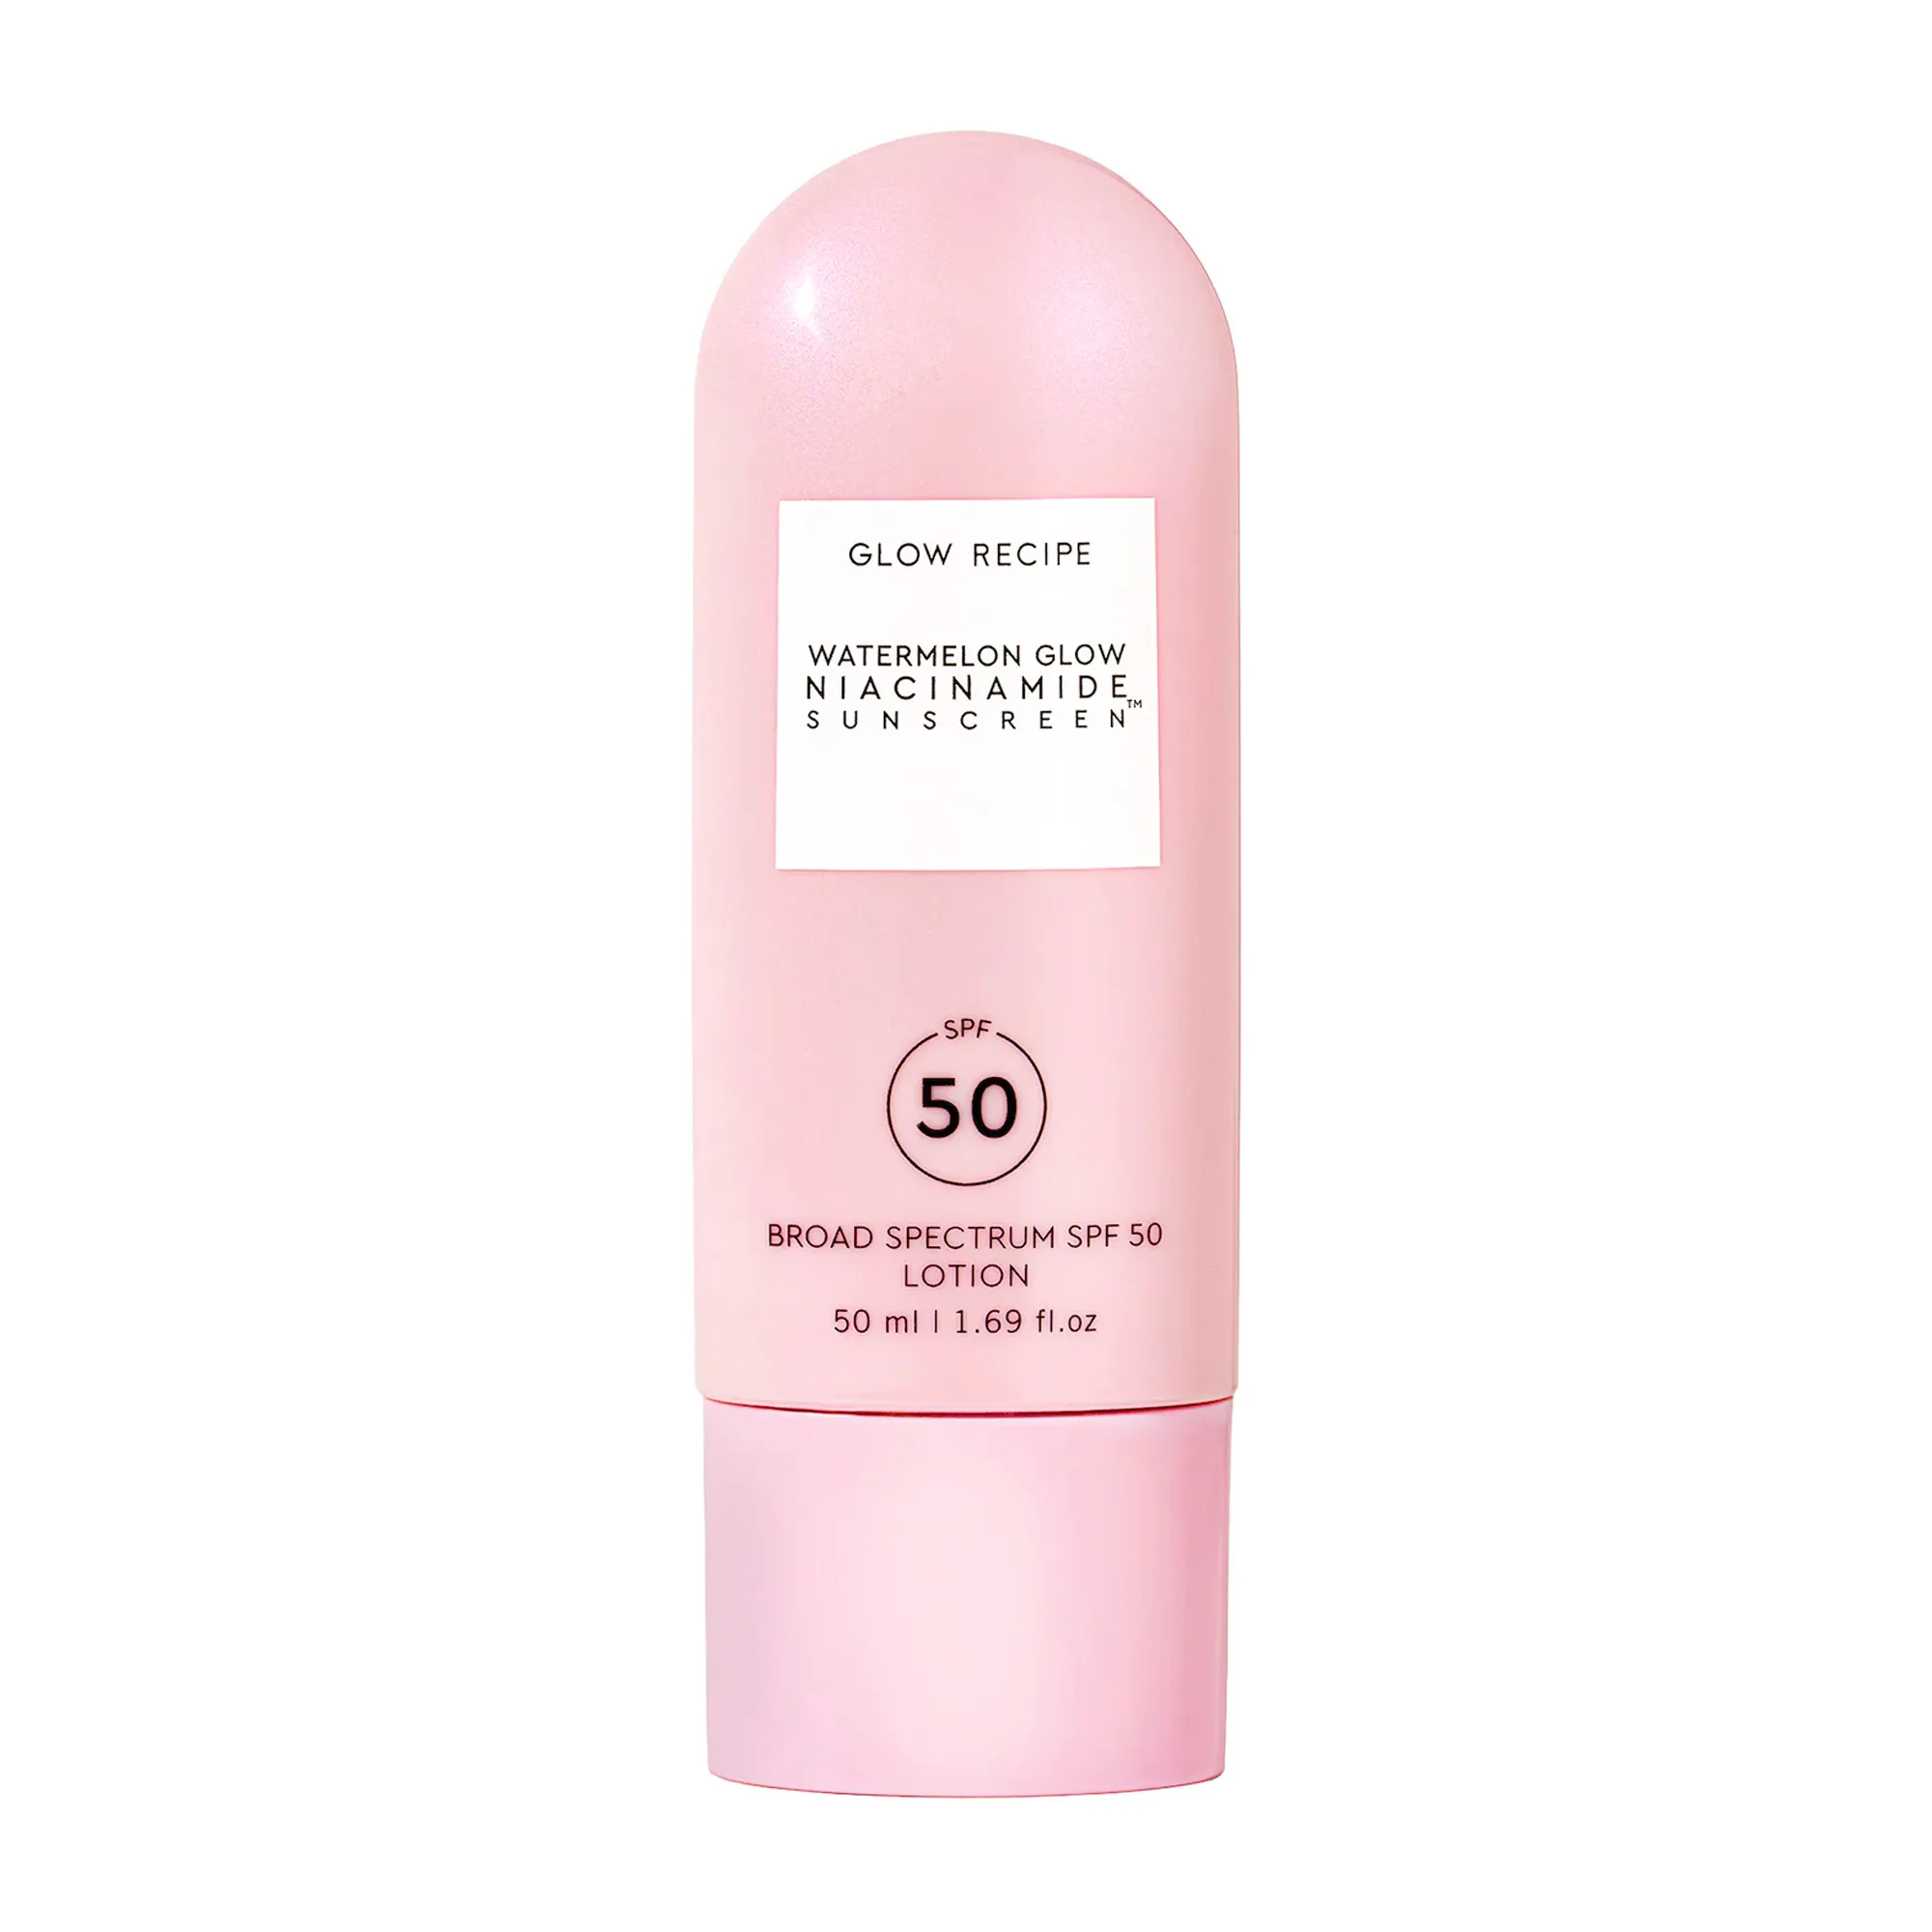 GLOW RECIPE
WATERMELON GLOW
NIACINAMIDE
SUNSCREEN™
SPF
50
BROAD SPECTRUM SPF 50
LOTION
50 ml | 1.69 fl.oz